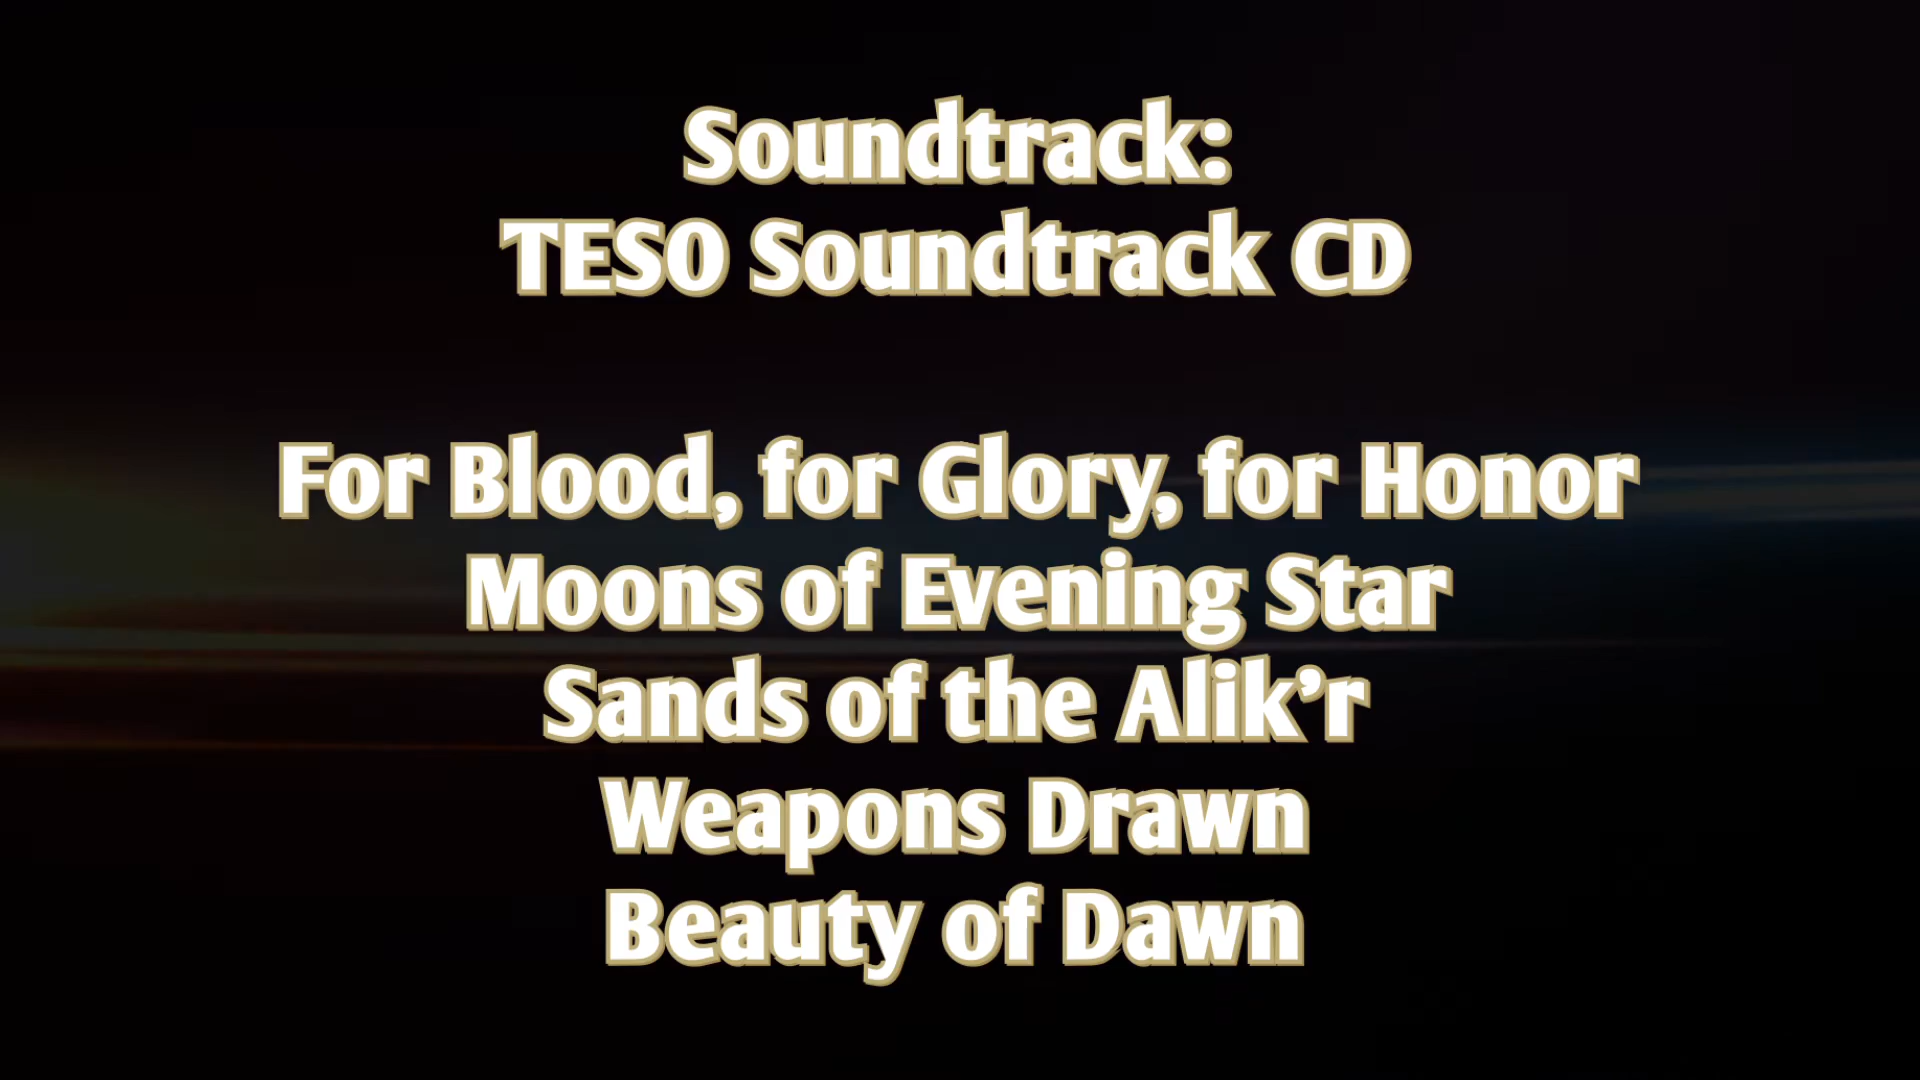 Soundtrack:
TESO Soundtrack CD
For Blood, for Glory, for Honor
Moons of Evening Star
Sands of the Alik’r
Weapons Drawn
Beauty of Dawn